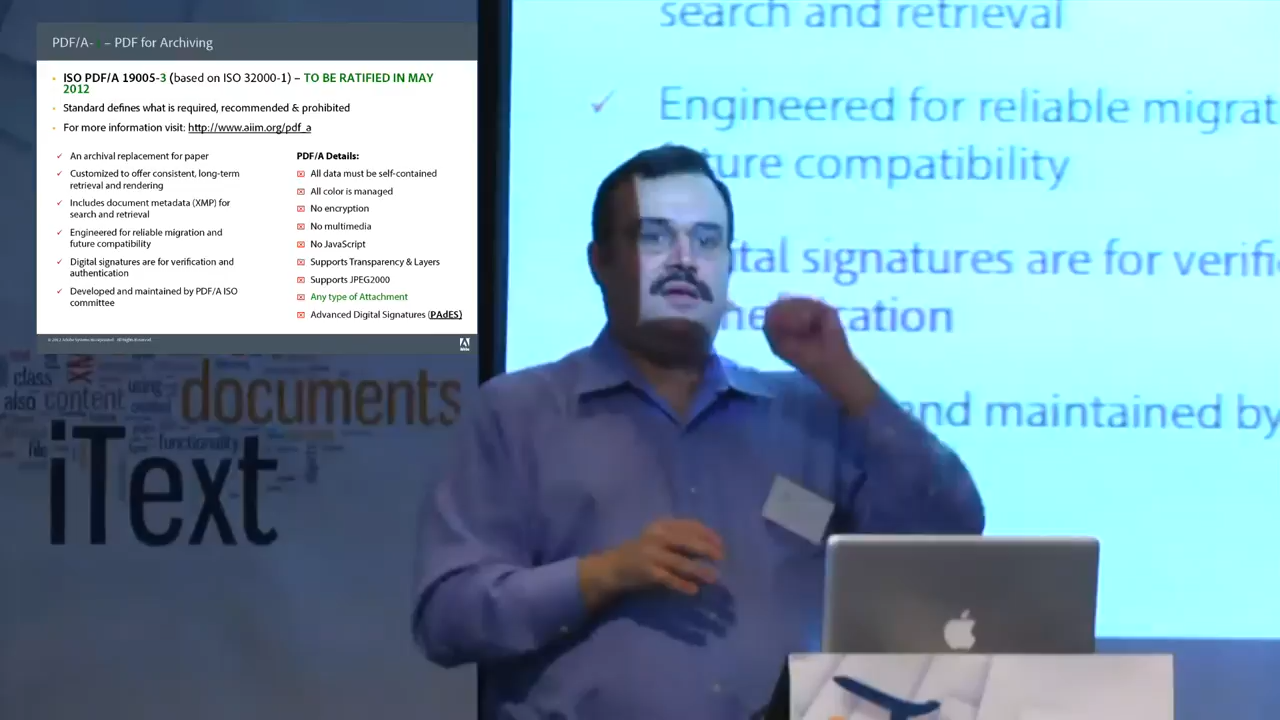 PDF/A-3 – PDF for Archiving
ISO PDF/A 19005-3 (based on ISO 32000-1) – TO BE RATIFIED IN MAY
2012
Standard defines what is required, recommended & prohibited
For more information visit: http://www.aiim.org/pdf_a
An archival replacement for paper
Customized to offer consistent, long-term
retrieval and rendering
Includes document metadata (XMP) for
search and retrieval
Engineered for reliable migration and
future compatibility
Digital signatures are for verification and
authentication
Developed and maintained by PDF/A ISO
committee
PDF/A Details:
All data must be self-contained
All color is managed
No encryption
No multimedia
No JavaScript
Supports Transparency & Layers
Supports JPEG2000
Any type of Attachment
Advanced Digital Signatures (PAdES)
search and retrieval
Engineered for reliable migrat
ture compatibility
ital signatures are for verifi
cation
and maintained by
class
using
documents
also content
functionality
file
iText